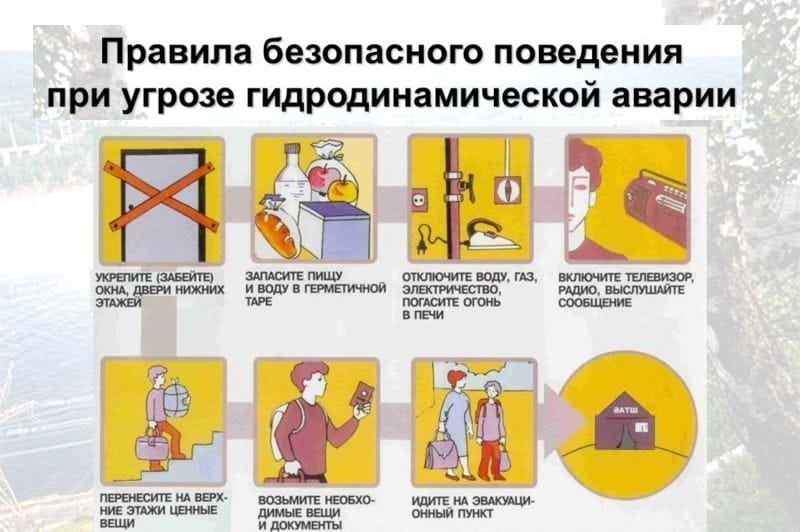 Правила безопасного поведения
при угрозе гидродинамической аварии
УКРЕПИТЕ (ЗАБЕЙТЕ)
ОКНА, ДВЕРИ НИЖНИХ
ЭТАЖЕЙ
ЗАПАСИТЕ ПИЩУ
И ВОДУ В ГЕРМЕТИЧНОЙ
ТАРЕ
ОТКЛЮЧИТЕ ВОДУ, ГАЗ,
ЭЛЕКТРИЧЕСТВО,
ПОГАСИТЕ ОГОНЬ
В ПЕЧИ
ВКЛЮЧИТЕ ТЕЛЕВИЗОР,
РАДИО, ВЫСЛУШАЙТЕ
СООБЩЕНИЕ
ПЕРЕНЕСИТЕ НА ВЕРХ-
НИЕ ЭТАЖИ ЦЕННЫЕ
ВЕЩИ
ВОЗЬМИТЕ НЕОБХО-
ДИМЫЕ ВЕЩИ
И ДОКУМЕНТЫ
ИДИТЕ НА ЭВАКУАЦИ-
ОННЫЙ ПУНКТ